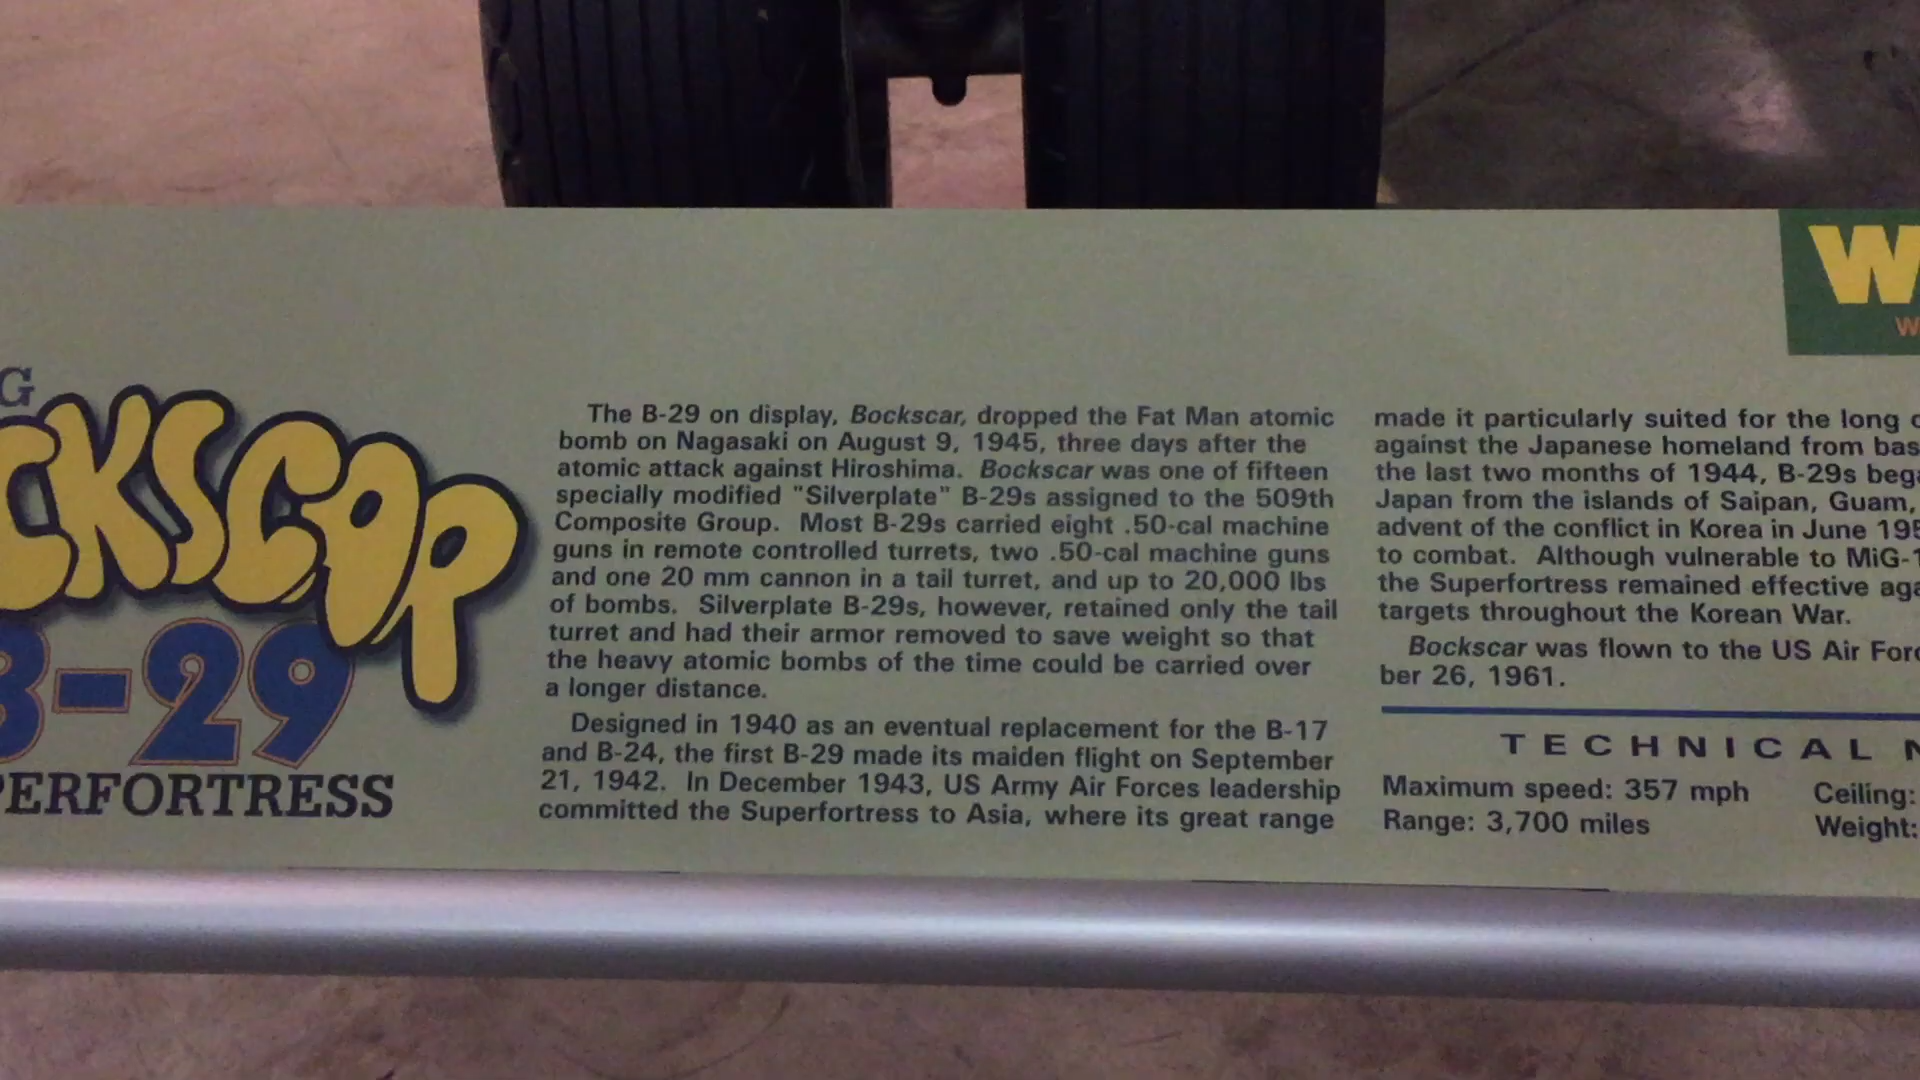 G
CKSCAR
B-29
PERFORTRESS
The B-29 on display, Bockscar, dropped the Fat Man atomic
bomb on Nagasaki on August 9, 1945, three days after the
atomic attack against Hiroshima. Bockscar was one of fifteen
specially modified "Silverplate" B-29s assigned to the 509th
Composite Group. Most B-29s carried eight .50-cal machine
guns in remote controlled turrets, two .50-cal machine guns
and one 20 mm cannon in a tail turret, and up to 20,000 lbs
of bombs. Silverplate B-29s, however, retained only the tail
turret and had their armor removed to save weight so that
the heavy atomic bombs of the time could be carried over
a longer distance.
Designed in 1940 as an eventual replacement for the B-17
and B-24, the first B-29 made its maiden flight on September
21, 1942. In December 1943, US Army Air Forces leadership
committed the Superfortress to Asia, where its great range
W
W
made it particularly suited for the long
against the Japanese homeland from bas
the last two months of 1944, B-29s bega
Japan from the islands of Saipan, Guam,
advent of the conflict in Korea in June 195
to combat. Although vulnerable to MiG-1
the Superfortress remained effective aga
targets throughout the Korean War.
Bockscar was flown to the US Air Forc
ber 26, 1961.
TECHNICAL N
Maximum speed: 357 mph Ceiling:
Range: 3,700 miles Weight: